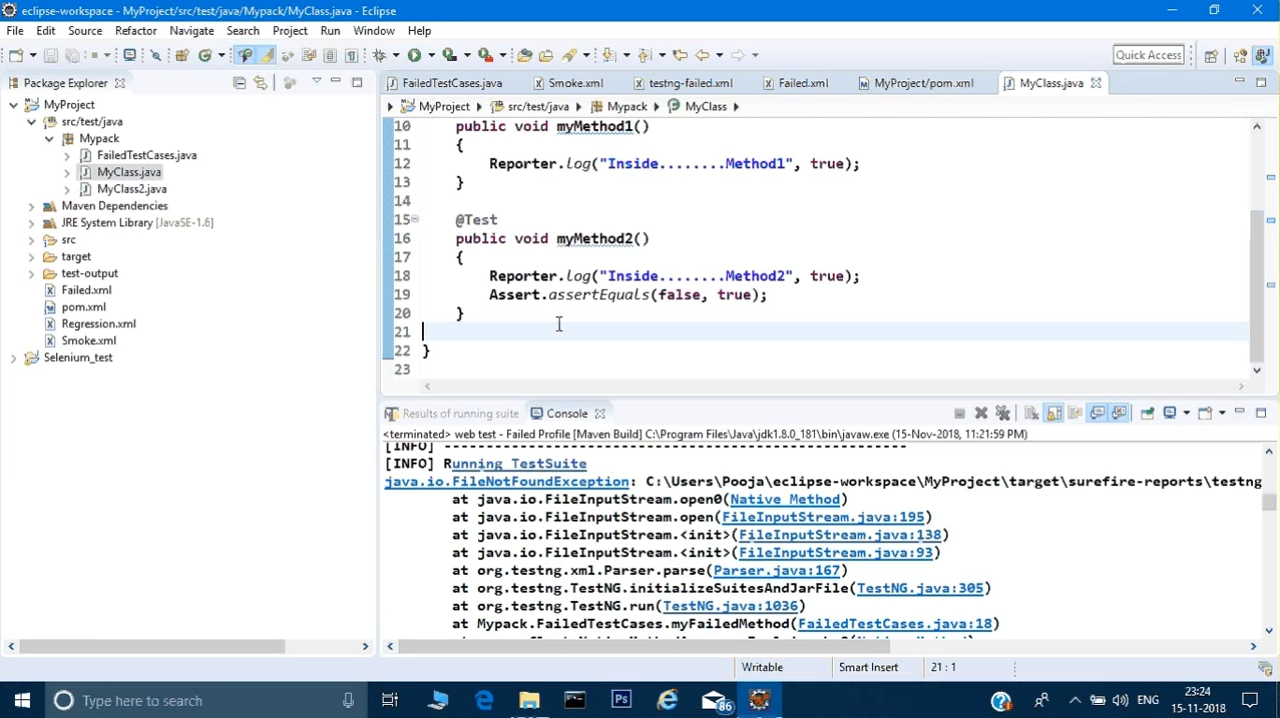 eclipse-workspace - MyProject/src/test/java/Mypack/MyClass.java - Eclipse
File Edit Source Refactor Navigate Search Project Run Window Help
Quick Access
Package Explorer
MyProject
src/test/java
Mypack
FailedTestCases.java
MyClass.java
MyClass2.java
Maven Dependencies
JRE System Library [JavaSE-1.6]
src
target
test-output
Failed.xml
pom.xml
Regression.xml
Smoke.xml
Selenium_test
FailedTestCases.java Smoke.xml testng-failed.xml Failed.xml MyProject/pom.xml MyClass.java
MyProject src/test/java Mypack MyClass
10 public void myMethod1()
11 {
12 Reporter.log("Inside........Method1", true);
13 }
14
15 @Test
16 public void myMethod2()
17 {
18 Reporter.log("Inside........Method2", true);
19 Assert.assertEquals(false, true);
20 }
21
22 }
23
Results of running suite Console
<terminated> web test - Failed Profile [Maven Build] C:\Program Files\Java\jdk1.8.0_181\bin\javaw.exe (15-Nov-2018, 11:21:59 PM)
[INFO] -------------------------------------------------------
[INFO] Running TestSuite
java.io.FileNotFoundException: C:\Users\Pooja\eclipse-workspace\MyProject\target\surefire-reports\testng
at java.io.FileInputStream.open0(Native Method)
at java.io.FileInputStream.open(FileInputStream.java:195)
at java.io.FileInputStream.<init>(FileInputStream.java:138)
at java.io.FileInputStream.<init>(FileInputStream.java:93)
at org.testng.xml.Parser.parse(Parser.java:167)
at org.testng.TestNG.initializeSuitesAndJarFile(TestNG.java:305)
at org.testng.TestNG.run(TestNG.java:1036)
at Mypack.FailedTestCases.myFailedMethod(FailedTestCases.java:18)
Writable Smart Insert 21 : 1
Type here to search
Ps
86
ENG
23:24
15-11-2018